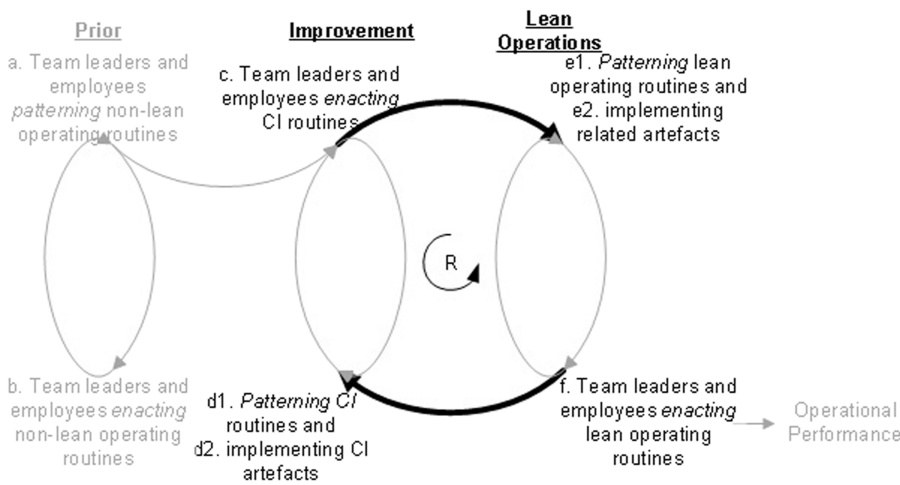 Prior
a. Team leaders and
employees
patterning non-lean
operating routines
b. Team leaders and
employees enacting
non-lean operating
routines
Improvement
c. Team leaders and
employees enacting
CI routines
d1. Patterning CI
routines and
d2. implementing CI
artefacts
R
Lean
Operations
e1. Patterning lean
operating routines and
e2. implementing
related artefacts
f. Team leaders and
employees enacting
lean operating
routines
Operational
Performance